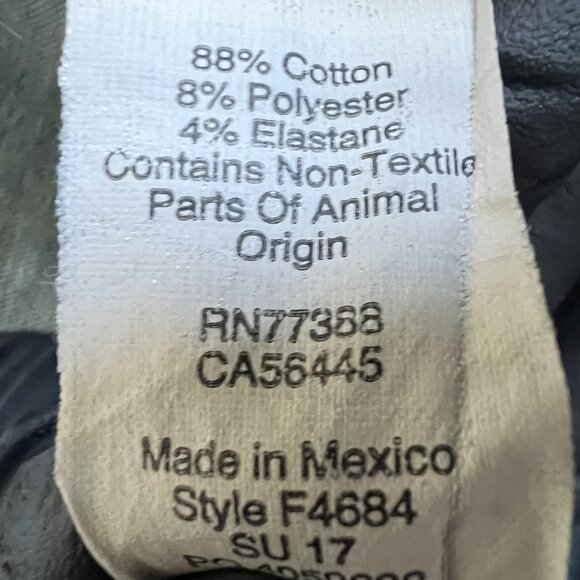 88% Cotton
8% Polyester
4% Elastane
Contains Non-Textile
Parts Of Animal
Origin
RN77388
CA56445
Made in Mexico
Style F4684
SU 17